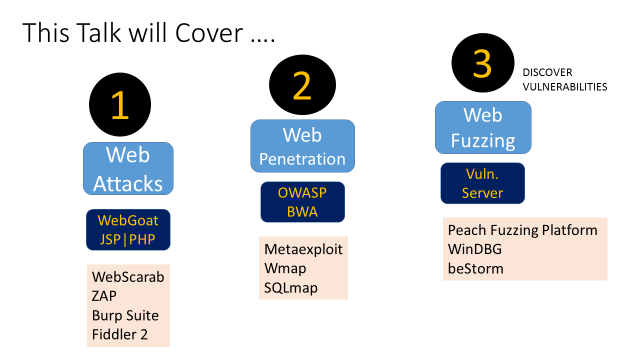 This Talk will Cover ….
1
Web
Attacks
WebGoat
JSP|PHP
WebScarab
ZAP
Burp Suite
Fiddler 2
2
Web
Penetration
OWASP
BWA
Metaexploit
Wmap
SQLmap
3
DISCOVER
VULNERABILITIES
Web
Fuzzing
Vuln.
Server
Peach Fuzzing Platform
WinDBG
beStorm